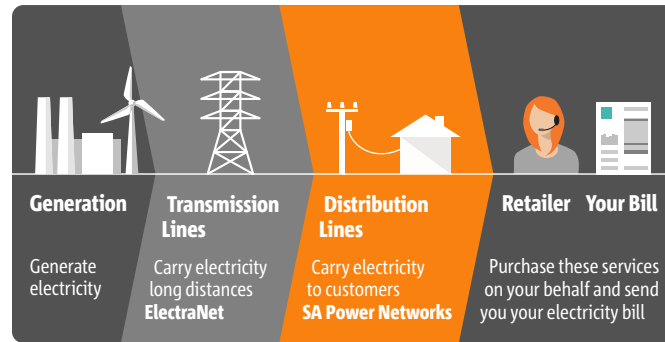 Generation
Generate
electricity
Transmission
Lines
Carry electricity
long distances
ElectraNet
Distribution
Lines
Carry electricity
to customers
SA Power Networks
Retailer Your Bill
Purchase these services
on your behalf and send
you your electricity bill